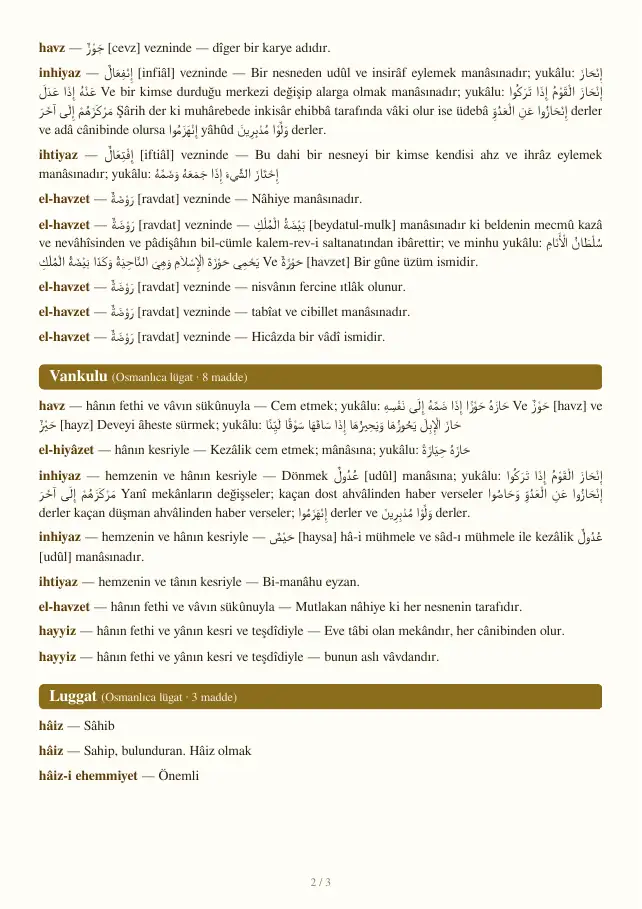 havz — جَوْزٌ [cevz] vezninde — dîger bir karye adıdır.
inhiyaz — إِنْفِعَالٌ [infiâl] vezninde — Bir nesneden udûl ve insirâf eylemek manâsınadır; yukâlu: إِنْحَازَ
عَنْهُ إِذَا عَدَلَ Ve bir kimse durduğu merkezi değişip alarga olmak manâsınadır; yukâlu: إِنْحَازَ الْقَوْمُ إِذَا تَرَكُوا
مَرْكَزَهُمْ إِلَى آخَرَ Şârih der ki muhârebede inkisâr ehibbâ tarafında vâki olur ise üdebâ إِنْحَازُوا عَنِ الْعَدُوِّ derler
ve adâ cânibinde olursa إِنْهَزَمُوا yâhûd وَلَّوْا مُدْبِرِينَ derler.
ihtiyaz — إِفْتِعَالٌ [iftiâl] vezninde — Bu dahi bir nesneyi bir kimse kendisi ahz ve ihrâz eylemek
manâsınadır; yukâlu: إِحْتَازَ الشَّيْءَ إِذَا جَمَعَهُ وَضَمَّهُ
el-havzet — رَوْضَةٌ [ravdat] vezninde — Nâhiye manâsınadır.
el-havzet — رَوْضَةٌ [ravdat] vezninde — بَيْضَةُ الْمُلْكِ [beydatul-mulk] manâsınadır ki beldenin mecmû kazâ
ve nevâhîsinden ve pâdişâhın bil-cümle kalem-rev-i saltanatından ibârettir; ve minhu yukâlu: سُلْطَانُ الْأَنَامِ
يَحْمِي حَوْزَةَ الْإِسْلَامِ وَهِيَ النَّاحِيَةُ وَكَذَا بَيْضَةُ الْمُلْكِ Ve حَوْزَةٌ [havzet] Bir gûne üzüm ismidir.
el-havzet — رَوْضَةٌ [ravdat] vezninde — nisvânın fercine ıtlâk olunur.
el-havzet — رَوْضَةٌ [ravdat] vezninde — tabîat ve cibillet manâsınadır.
el-havzet — رَوْضَةٌ [ravdat] vezninde — Hicâzda bir vâdî ismidir.
Vankulu (Osmanlıca lügat · 8 madde)
havz — hânın fethi ve vâvın sükûnuyla — Cem etmek; yukâlu: حَازَهُ حَوْزًا إِذَا ضَمَّهُ إِلَى نَفْسِهِ Ve حَوْزٌ [havz] ve
حَيْزٌ [hayz] Deveyi âheste sürmek; yukâlu: حَازَ الْإِبِلَ يَحُوزُهَا وَيَحِيزُهَا إِذَا سَاقَهَا سَوْقًا لَيِّنًا
el-hiyâzet — hânın kesriyle — Kezâlik cem etmek; mânâsına; yukâlu: حَازَهُ حِيَازَةً
inhiyaz — hemzenin ve hânın kesriyle — Dönmek عُدُولٌ [udûl] manâsına; yukâlu: إِنْحَازَ الْقَوْمُ إِذَا تَرَكُوا
مَرْكَزَهُمْ إِلَى آخَرَ Yanî mekânların değişseler; kaçan dost ahvâlinden haber verseler إِنْحَازُوا عَنِ الْعَدُوِّ وَحَاصُوا
derler kaçan düşman ahvâlinden haber verseler; إِنْهَزَمُوا derler ve وَلَّوْا مُدْبِرِينَ derler.
inhiyaz — hemzenin ve hânın kesriyle — حَيْصٌ [haysa] hâ-i mühmele ve sâd-ı mühmele ile kezâlik عُدُولٌ
[udûl] manâsınadır.
ihtiyaz — hemzenin ve tânın kesriyle — Bi-manâhu eyzan.
el-havzet — hânın fethi ve vâvın sükûnuyla — Mutlakan nâhiye ki her nesnenin tarafıdır.
hayyiz — hânın fethi ve yânın kesri ve teşdîdiyle — Eve tâbi olan mekândır, her cânibinden olur.
hayyiz — hânın fethi ve yânın kesri ve teşdîdiyle — bunun aslı vâvdandır.
Luggat (Osmanlıca lügat · 3 madde)
hâiz — Sâhib
hâiz — Sahip, bulunduran. Hâiz olmak
hâiz-i ehemmiyet — Önemli
2 / 3